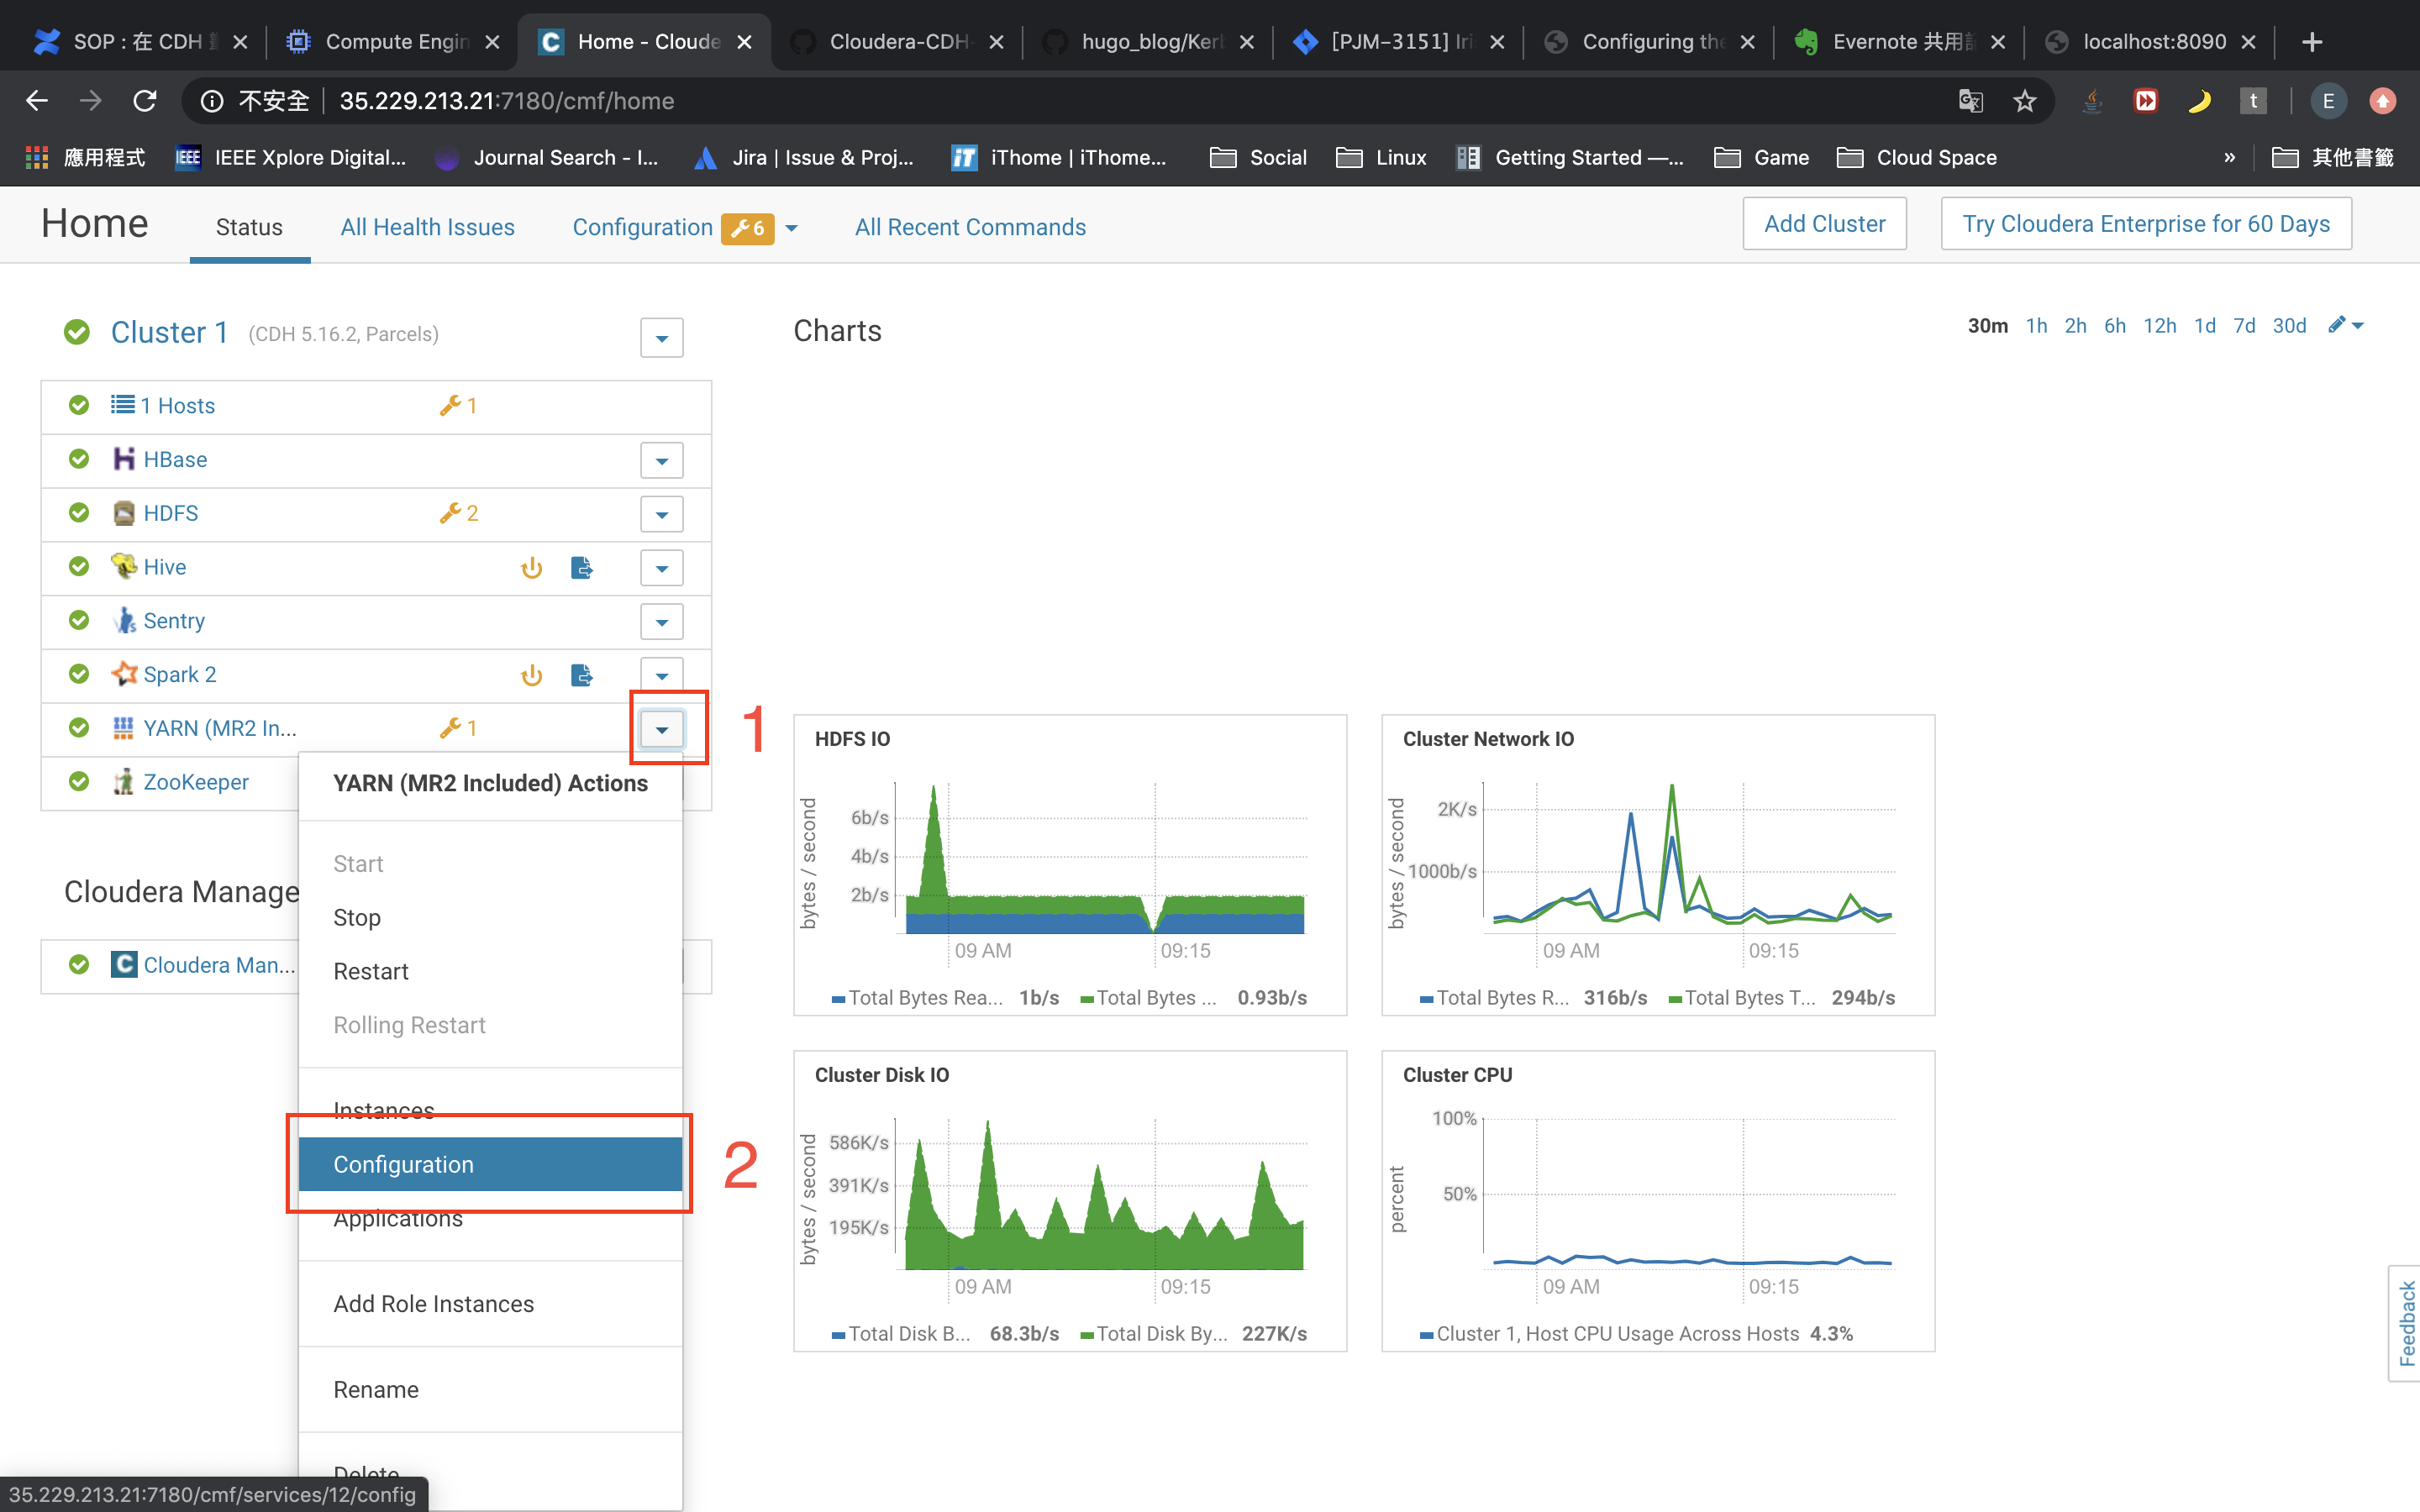 SOP : 在 CDH
Compute Engin
Home - Cloude
Cloudera-CDH-
hugo_blog/Kerb
[PJM-3151] Iri
Configuring the
Evernote 共用
localhost:8090
不安全
35.229.213.21:7180/cmf/home
t
E
應用程式
IEEE
IEEE Xplore Digital...
Journal Search - I...
Jira | Issue & Proj...
iT
iThome | iThome...
Social
Linux
Getting Started —...
Game
Cloud Space
»
其他書籤
Home
Status
All Health Issues
Configuration
6
All Recent Commands
Add Cluster
Try Cloudera Enterprise for 60 Days
Cluster 1 (CDH 5.16.2, Parcels)
1 Hosts 1
HBase
HDFS 2
Hive
Sentry
Spark 2
YARN (MR2 In... 1
1
ZooKeeper
YARN (MR2 Included) Actions
Start
Stop
Restart
Rolling Restart
Instances
Configuration
2
Applications
Add Role Instances
Rename
Delete
Cloudera Manage
Cloudera Man...
Charts
30m 1h 2h 6h 12h 1d 7d 30d
HDFS IO
bytes / second
6b/s
4b/s
2b/s
09 AM
09:15
Total Bytes Rea... 1b/s Total Bytes ... 0.93b/s
Cluster Network IO
bytes / second
2K/s
1000b/s
09 AM
09:15
Total Bytes R... 316b/s Total Bytes T... 294b/s
Cluster Disk IO
bytes / second
586K/s
391K/s
195K/s
09 AM
09:15
Total Disk B... 68.3b/s Total Disk By... 227K/s
Cluster CPU
percent
100%
50%
09 AM
09:15
Cluster 1, Host CPU Usage Across Hosts 4.3%
Feedback
35.229.213.21:7180/cmf/services/12/config